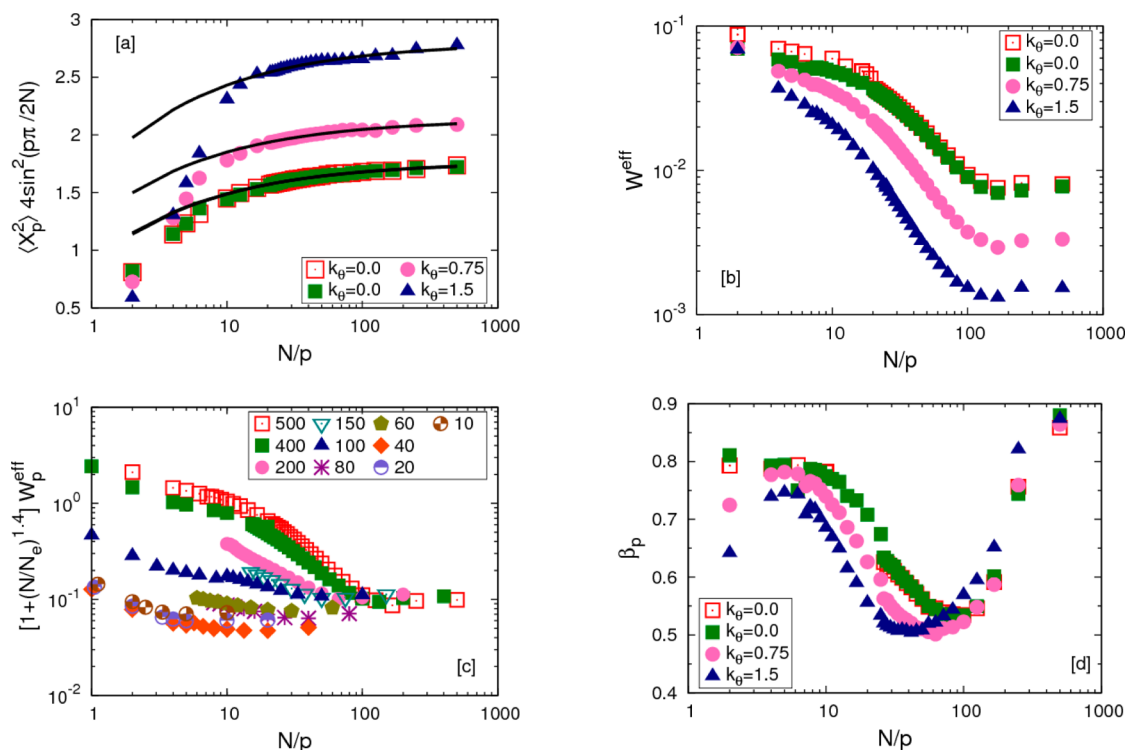 [a]
⟨X_p^2⟩ 4sin^2(pπ/2N)
3
2.5
2
1.5
1
0.5
k_θ=0.0 k_θ=0.75
k_θ=0.0 k_θ=1.5
1 10 100 1000
N/p
[b]
W^eff
10^-1
10^-2
10^-3
k_θ=0.0
k_θ=0.0
k_θ=0.75
k_θ=1.5
1 10 100 1000
N/p
[1+(N/N_e)^1.4] W_p^eff
10^1
10^0
10^-1
10^-2
500 150 60 10
400 100 40
200 80 20
[c]
1 10 100 1000
N/p
β_p
0.9
0.8
0.7
0.6
0.5
0.4
k_θ=0.0
k_θ=0.0
k_θ=0.75
k_θ=1.5
[d]
1 10 100 1000
N/p